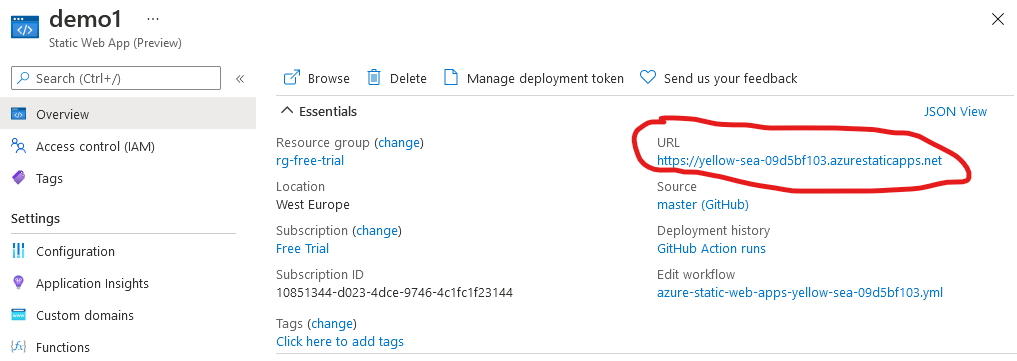 demo1 ...
Static Web App (Preview)
Search (Ctrl+/)
«
Browse Delete Manage deployment token Send us your feedback
Overview
Access control (IAM)
Tags
Settings
Configuration
Application Insights
Custom domains
Functions
Essentials
JSON View
Resource group (change)
rg-free-trial
Location
West Europe
Subscription (change)
Free Trial
Subscription ID
10851344-d023-4dce-9746-4c1fc1f23144
Tags (change)
Click here to add tags
URL
https://yellow-sea-09d5bf103.azurestaticapps.net
Source
master (GitHub)
Deployment history
GitHub Action runs
Edit workflow
azure-static-web-apps-yellow-sea-09d5bf103.yml